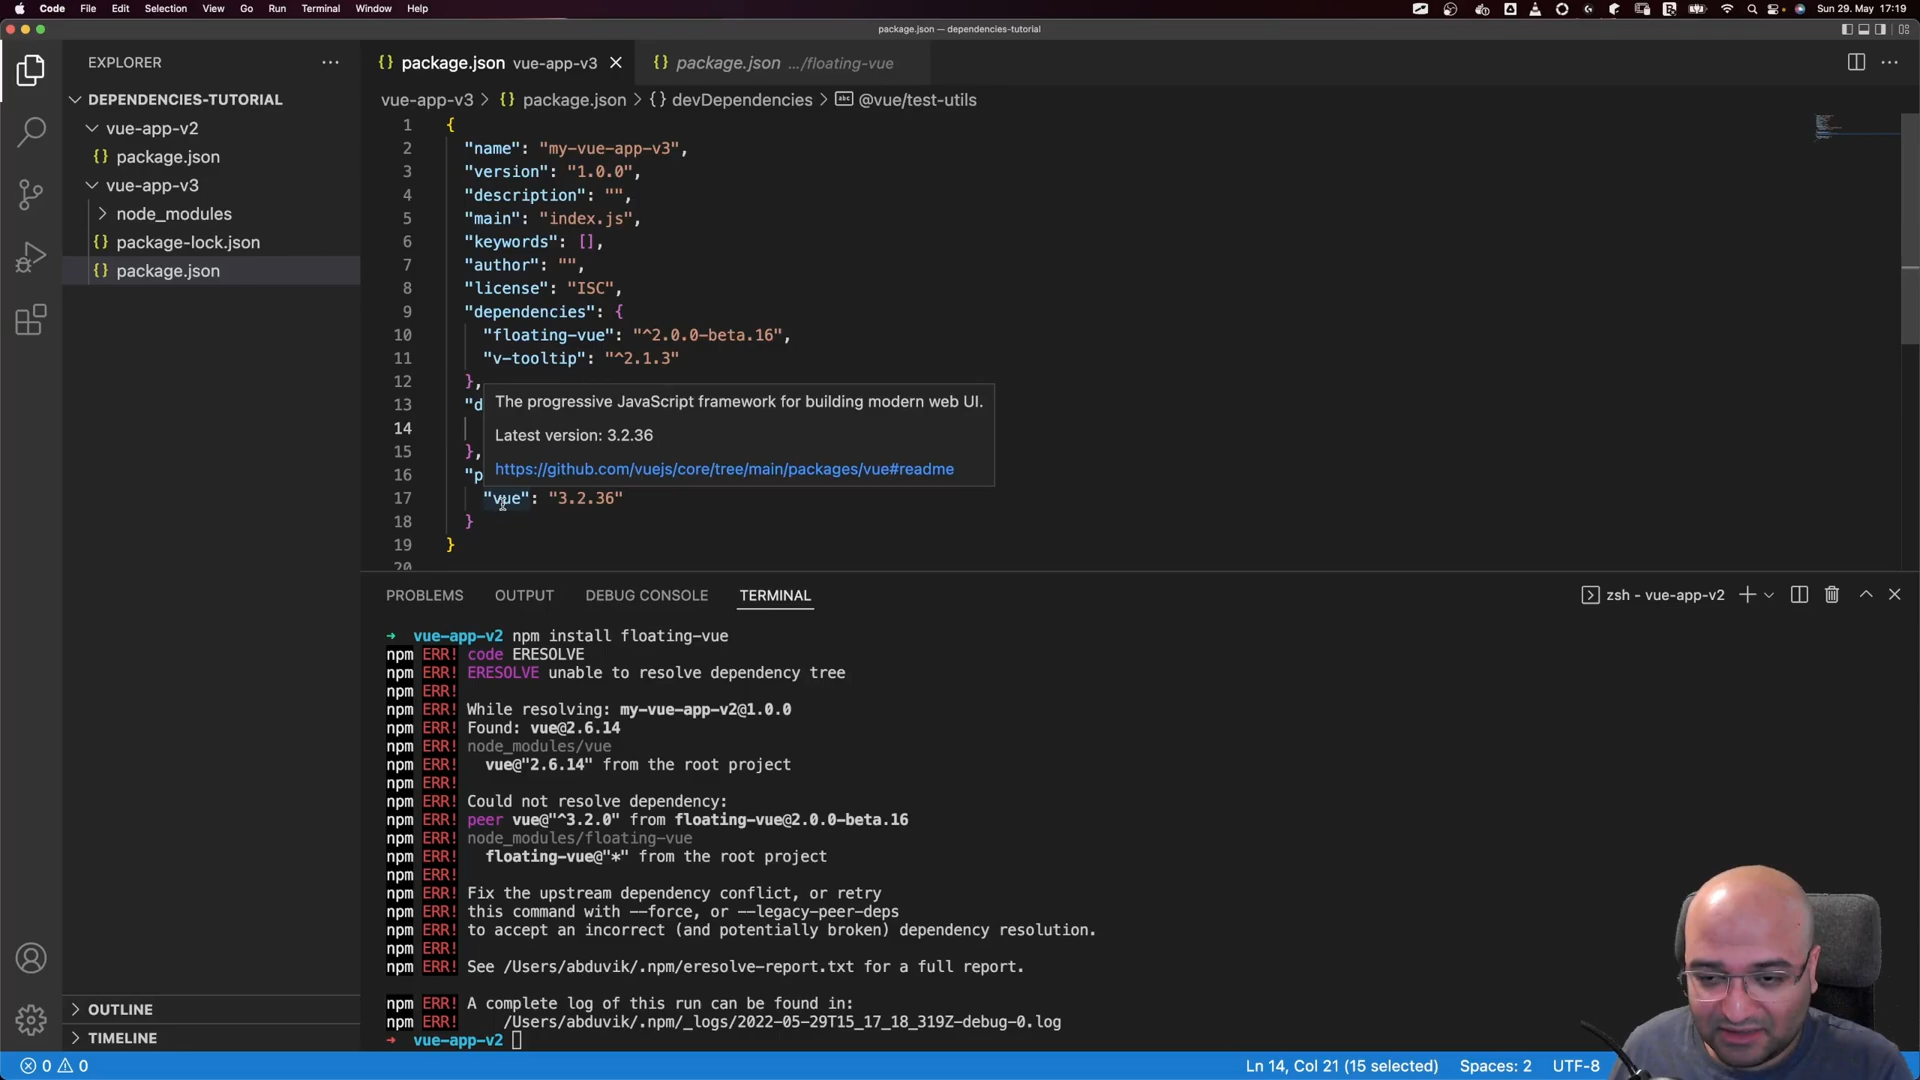 Code File Edit Selection View Go Run Terminal Window Help
Sun 29. May 17:19
package.json — dependencies-tutorial
EXPLORER
DEPENDENCIES-TUTORIAL
vue-app-v2
package.json
vue-app-v3
node_modules
package-lock.json
package.json
OUTLINE
TIMELINE
package.json vue-app-v3
package.json .../floating-vue
vue-app-v3 > {} package.json > {} devDependencies > abc @vue/test-utils
1 {
2 "name": "my-vue-app-v3",
3 "version": "1.0.0",
4 "description": "",
5 "main": "index.js",
6 "keywords": [],
7 "author": "",
8 "license": "ISC",
9 "dependencies": {
10 "floating-vue": "^2.0.0-beta.16",
11 "v-tooltip": "^2.1.3"
12 },
13 "d
14
15 },
16 "p
17 "vue": "3.2.36"
18 }
19 }
20
The progressive JavaScript framework for building modern web UI.
Latest version: 3.2.36
https://github.com/vuejs/core/tree/main/packages/vue#readme
PROBLEMS OUTPUT DEBUG CONSOLE TERMINAL
zsh - vue-app-v2
→ vue-app-v2 npm install floating-vue
npm ERR! code ERESOLVE
npm ERR! ERESOLVE unable to resolve dependency tree
npm ERR!
npm ERR! While resolving: my-vue-app-v2@1.0.0
npm ERR! Found: vue@2.6.14
npm ERR! node_modules/vue
npm ERR! vue@"2.6.14" from the root project
npm ERR!
npm ERR! Could not resolve dependency:
npm ERR! peer vue@"^3.2.0" from floating-vue@2.0.0-beta.16
npm ERR! node_modules/floating-vue
npm ERR! floating-vue@"*" from the root project
npm ERR!
npm ERR! Fix the upstream dependency conflict, or retry
npm ERR! this command with --force, or --legacy-peer-deps
npm ERR! to accept an incorrect (and potentially broken) dependency resolution.
npm ERR!
npm ERR! See /Users/abduvik/.npm/eresolve-report.txt for a full report.
npm ERR! A complete log of this run can be found in:
npm ERR! /Users/abduvik/.npm/_logs/2022-05-29T15_17_18_319Z-debug-0.log
→ vue-app-v2
0 0
Ln 14, Col 21 (15 selected) Spaces: 2 UTF-8